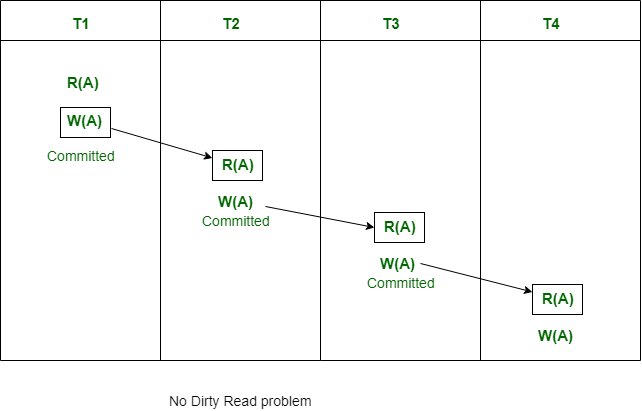 T1 T2 T3 T4
R(A)
W(A)
Committed
R(A)
W(A)
Committed
R(A)
W(A)
Committed
R(A)
W(A)
No Dirty Read problem